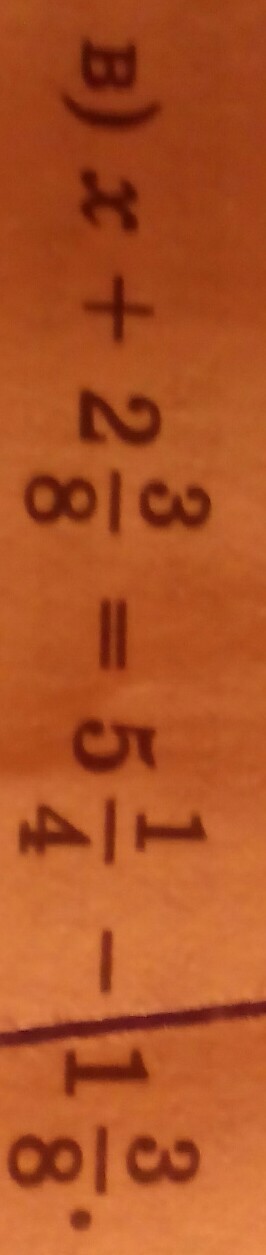 в) x + 2 3/8 = 5 1/4 - 1 3/8.